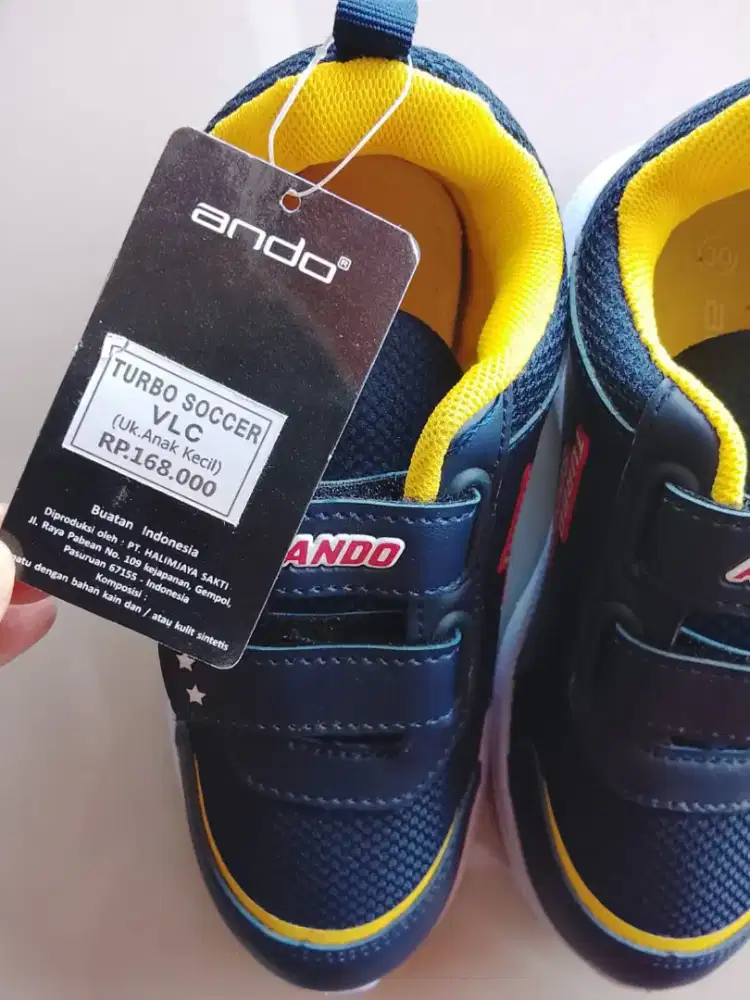 ando®
TURBO SOCCER
VLC
(Uk.Anak Kecil)
RP.168.000
Buatan Indonesia
Diproduksi oleh : PT. HALIMJAYA SAKTI
Jl. Raya Pabean No. 109 kejapanan, Gempol,
Pasuruan 67155 - Indonesia
Komposisi :
dengan bahan kain dan / atau kulit sintetis
ANDO